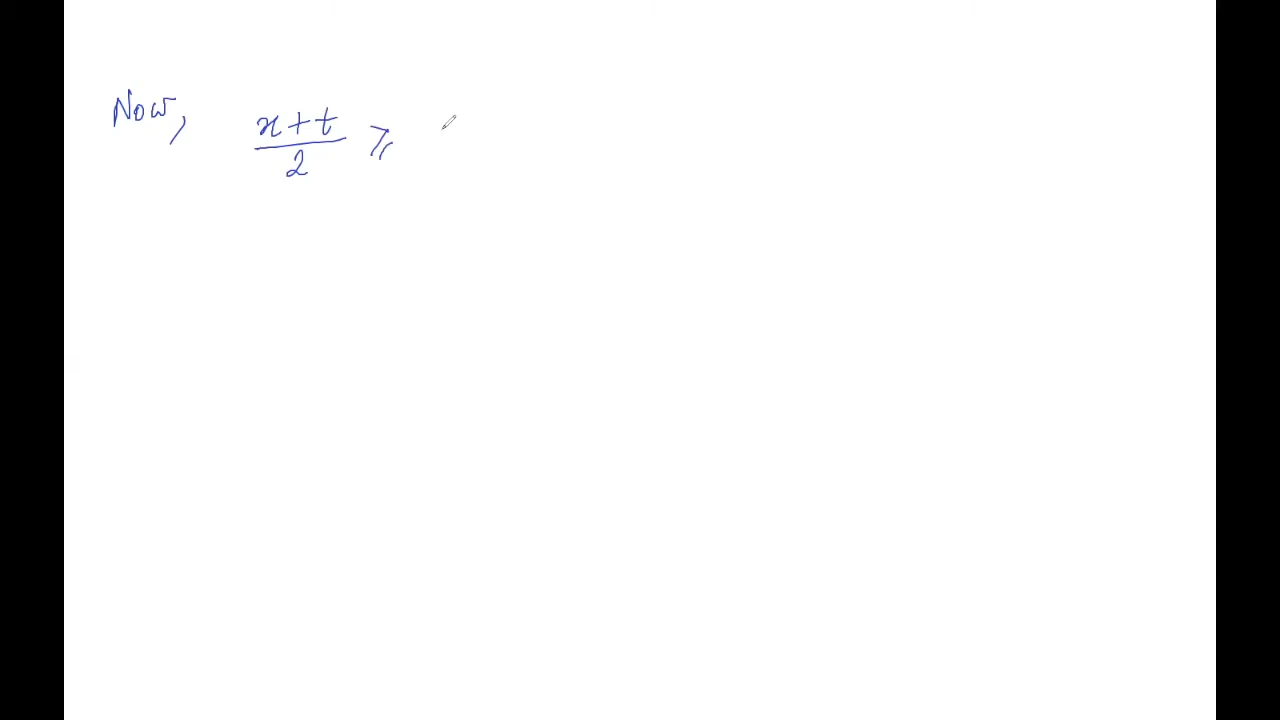 Now, (x+t)/2 ⩾